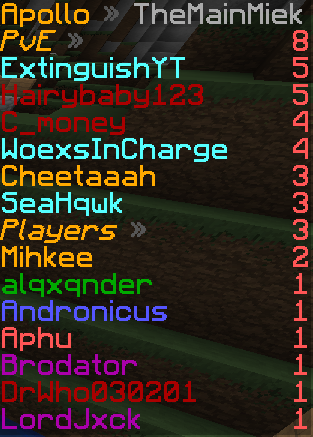 Apollo » TheMainMiek
PvE » 8
ExtinguishYT 5
Hairybaby123 5
C_money 4
WoexsInCharge 4
Cheetaaah 3
SeaHqwk 3
Players » 3
Mihkee 2
alqxqnder 1
Andronicus 1
Aphu 1
Brodator 1
DrWho030201 1
LordJxck 1